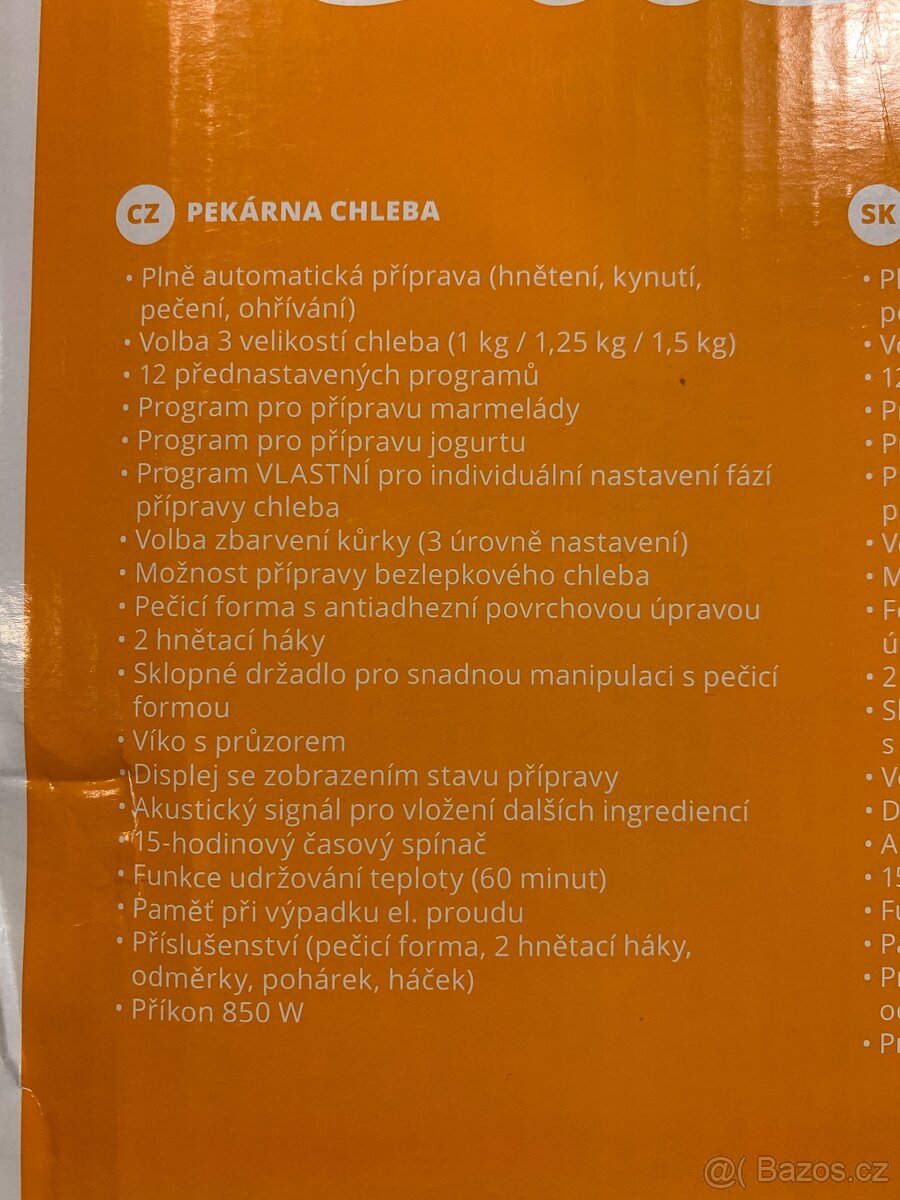 CZ PEKÁRNA CHLEBA
• Plně automatická příprava (hnětení, kynutí,
pečení, ohřívání)
• Volba 3 velikostí chleba (1 kg / 1,25 kg / 1,5 kg)
• 12 přednastavených programů
• Program pro přípravu marmelády
• Program pro přípravu jogurtu
• Program VLASTNÍ pro individuální nastavení fází
přípravy chleba
• Volba zbarvení kůrky (3 úrovně nastavení)
• Možnost přípravy bezlepkového chleba
• Pečicí forma s antiadhezní povrchovou úpravou
• 2 hnětací háky
• Sklopné držadlo pro snadnou manipulaci s pečicí
formou
• Víko s průzorem
• Displej se zobrazením stavu přípravy
• Akustický signál pro vložení dalších ingrediencí
• 15-hodinový časový spínač
• Funkce udržování teploty (60 minut)
• Paměť při výpadku el. proudu
• Příslušenství (pečicí forma, 2 hnětací háky,
odměrky, pohárek, háček)
• Příkon 850 W
SK
@( Bazos.cz